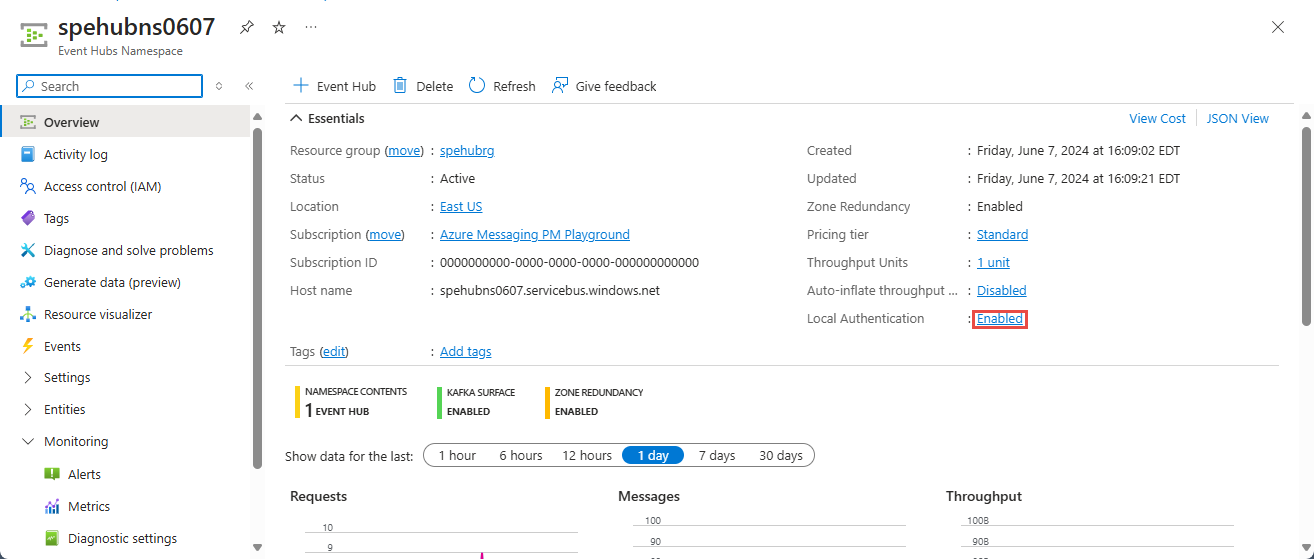 spehubns0607
Event Hubs Namespace
Search
Overview
Activity log
Access control (IAM)
Tags
Diagnose and solve problems
Generate data (preview)
Resource visualizer
Events
Settings
Entities
Monitoring
Alerts
Metrics
Diagnostic settings
Event Hub Delete Refresh Give feedback
Essentials View Cost JSON View
Resource group (move) : spehubrg
Status : Active
Location : East US
Subscription (move) : Azure Messaging PM Playground
Subscription ID : 0000000000-0000-0000-0000-000000000000
Host name : spehubns0607.servicebus.windows.net
Created : Friday, June 7, 2024 at 16:09:02 EDT
Updated : Friday, June 7, 2024 at 16:09:21 EDT
Zone Redundancy : Enabled
Pricing tier : Standard
Throughput Units : 1 unit
Auto-inflate throughput ... : Disabled
Local Authentication : Enabled
Tags (edit) : Add tags
NAMESPACE CONTENTS
1 EVENT HUB
KAFKA SURFACE
ENABLED
ZONE REDUNDANCY
ENABLED
Show data for the last: 1 hour 6 hours 12 hours 1 day 7 days 30 days
Requests
10
9
Messages
100
90
Throughput
100B
90B